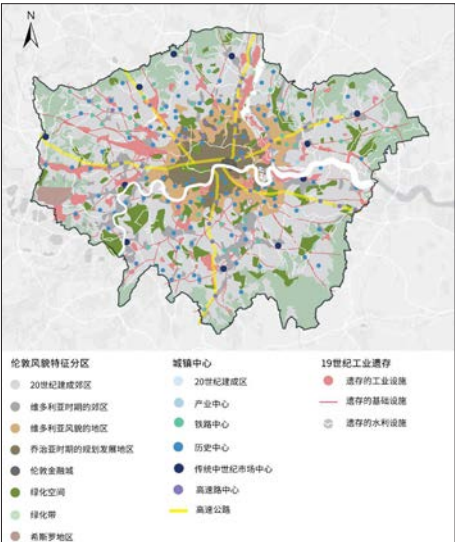 N
伦敦风貌特征分区
20世纪建成郊区
维多利亚时期的郊区
维多利亚风貌的地区
乔治亚时期的规划发展地区
伦敦金融城
绿化空间
绿化带
希斯罗地区
城镇中心
20世纪建成区
产业中心
铁路中心
历史中心
传统中世纪市场中心
高速路中心
高速公路
19世纪工业遗存
遗存的工业设施
遗存的基础设施
遗存的水利设施